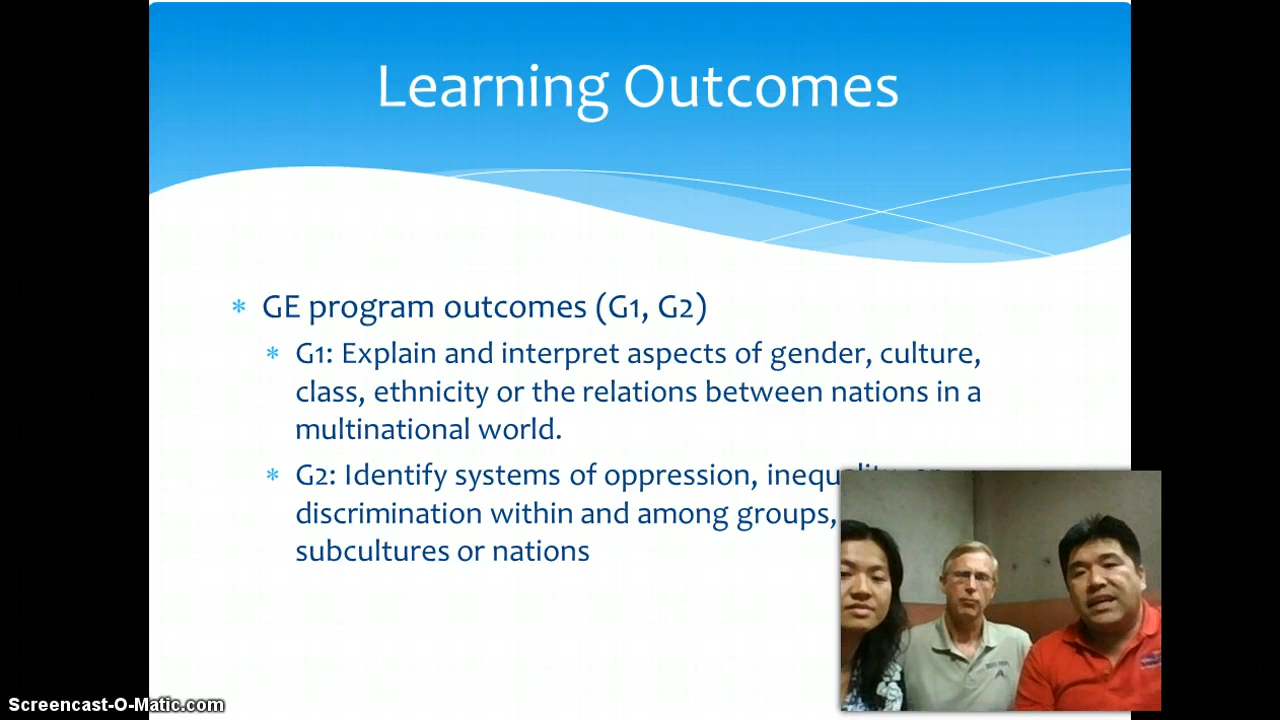 Learning Outcomes
* GE program outcomes (G1, G2)
* G1: Explain and interpret aspects of gender, culture,
class, ethnicity or the relations between nations in a
multinational world.
* G2: Identify systems of oppression,
discrimination within and among groups,
subcultures or nations
Screencast-O-Matic.com